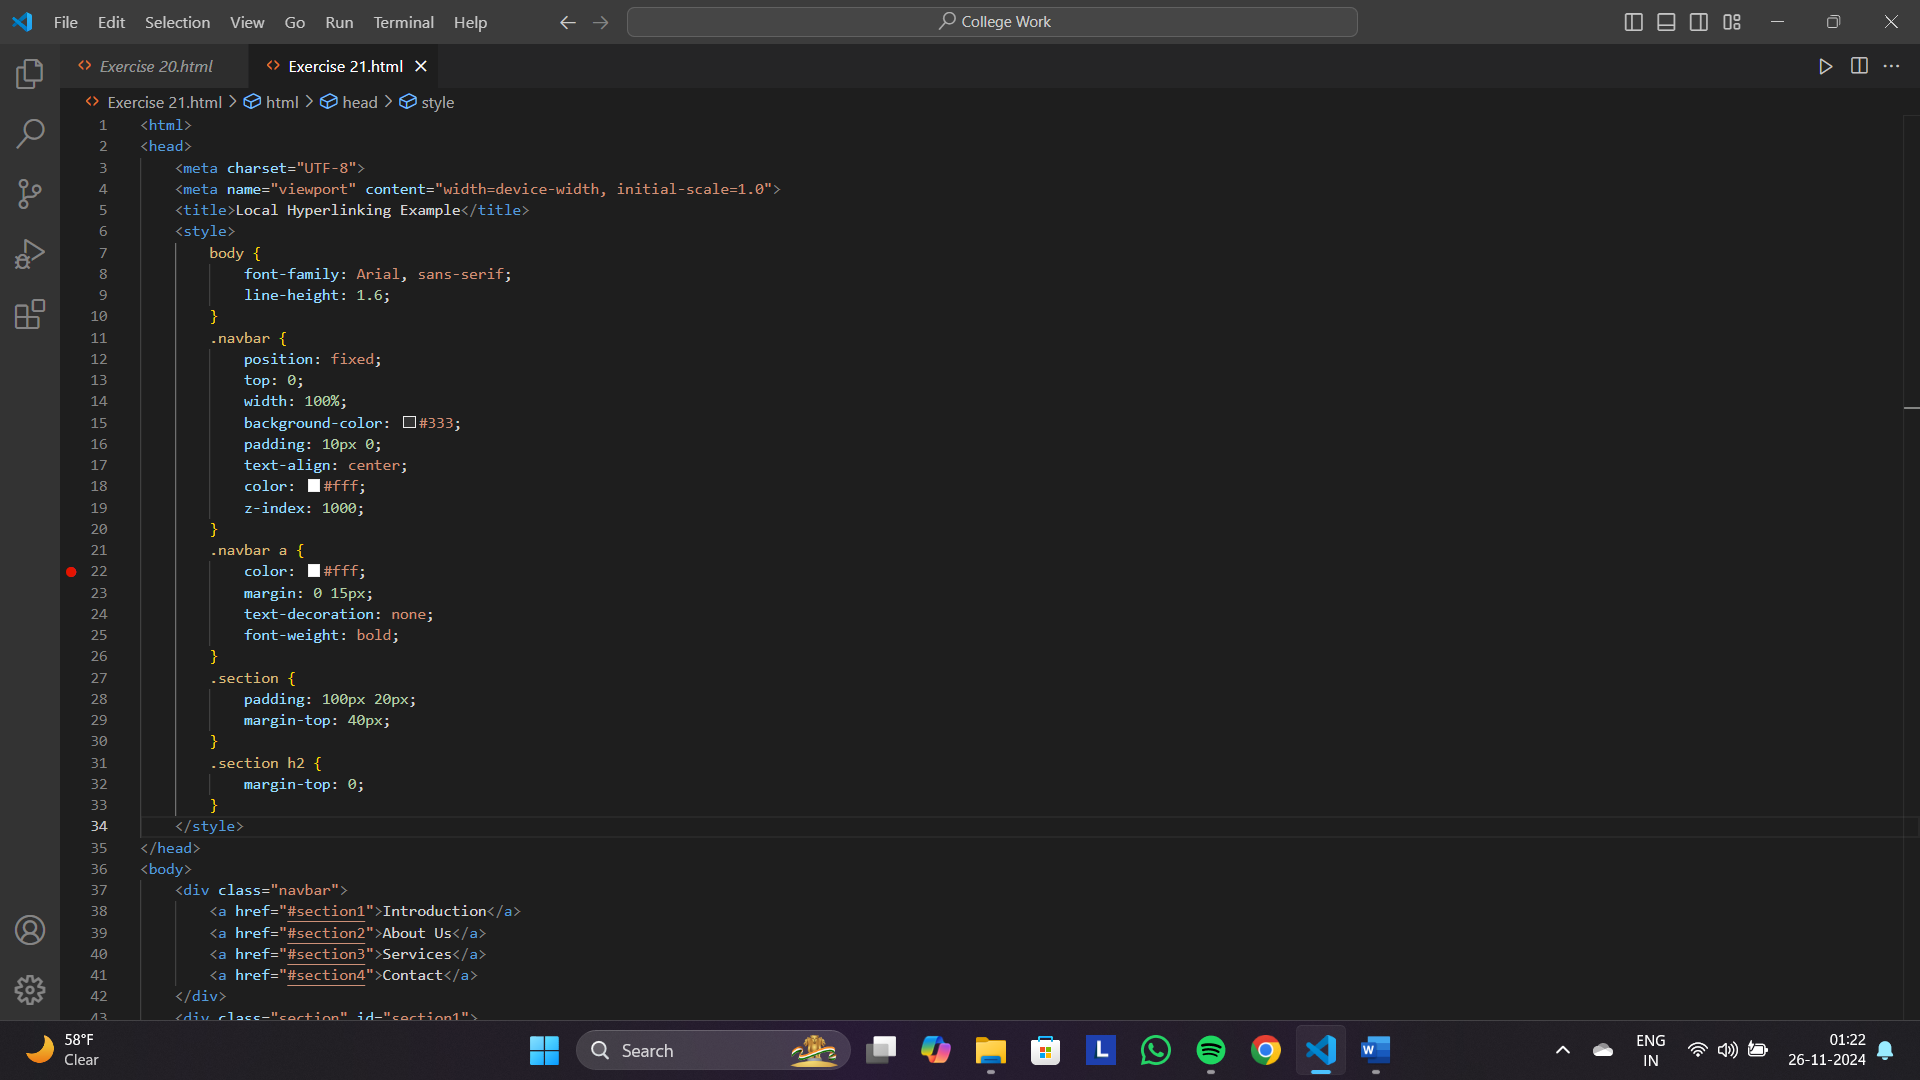 File Edit Selection View Go Run Terminal Help
College Work
Exercise 20.html
Exercise 21.html
Exercise 21.html > html > head > style
1 <html>
2 <head>
3 <meta charset="UTF-8">
4 <meta name="viewport" content="width=device-width, initial-scale=1.0">
5 <title>Local Hyperlinking Example</title>
6 <style>
7 body {
8 font-family: Arial, sans-serif;
9 line-height: 1.6;
10 }
11 .navbar {
12 position: fixed;
13 top: 0;
14 width: 100%;
15 background-color: #333;
16 padding: 10px 0;
17 text-align: center;
18 color: #fff;
19 z-index: 1000;
20 }
21 .navbar a {
22 color: #fff;
23 margin: 0 15px;
24 text-decoration: none;
25 font-weight: bold;
26 }
27 .section {
28 padding: 100px 20px;
29 margin-top: 40px;
30 }
31 .section h2 {
32 margin-top: 0;
33 }
34 </style>
35 </head>
36 <body>
37 <div class="navbar">
38 <a href="#section1">Introduction</a>
39 <a href="#section2">About Us</a>
40 <a href="#section3">Services</a>
41 <a href="#section4">Contact</a>
42 </div>
43 <div class="section" id="section1">
58°F
Clear
Search
L
W
ENG
IN
01:22
26-11-2024